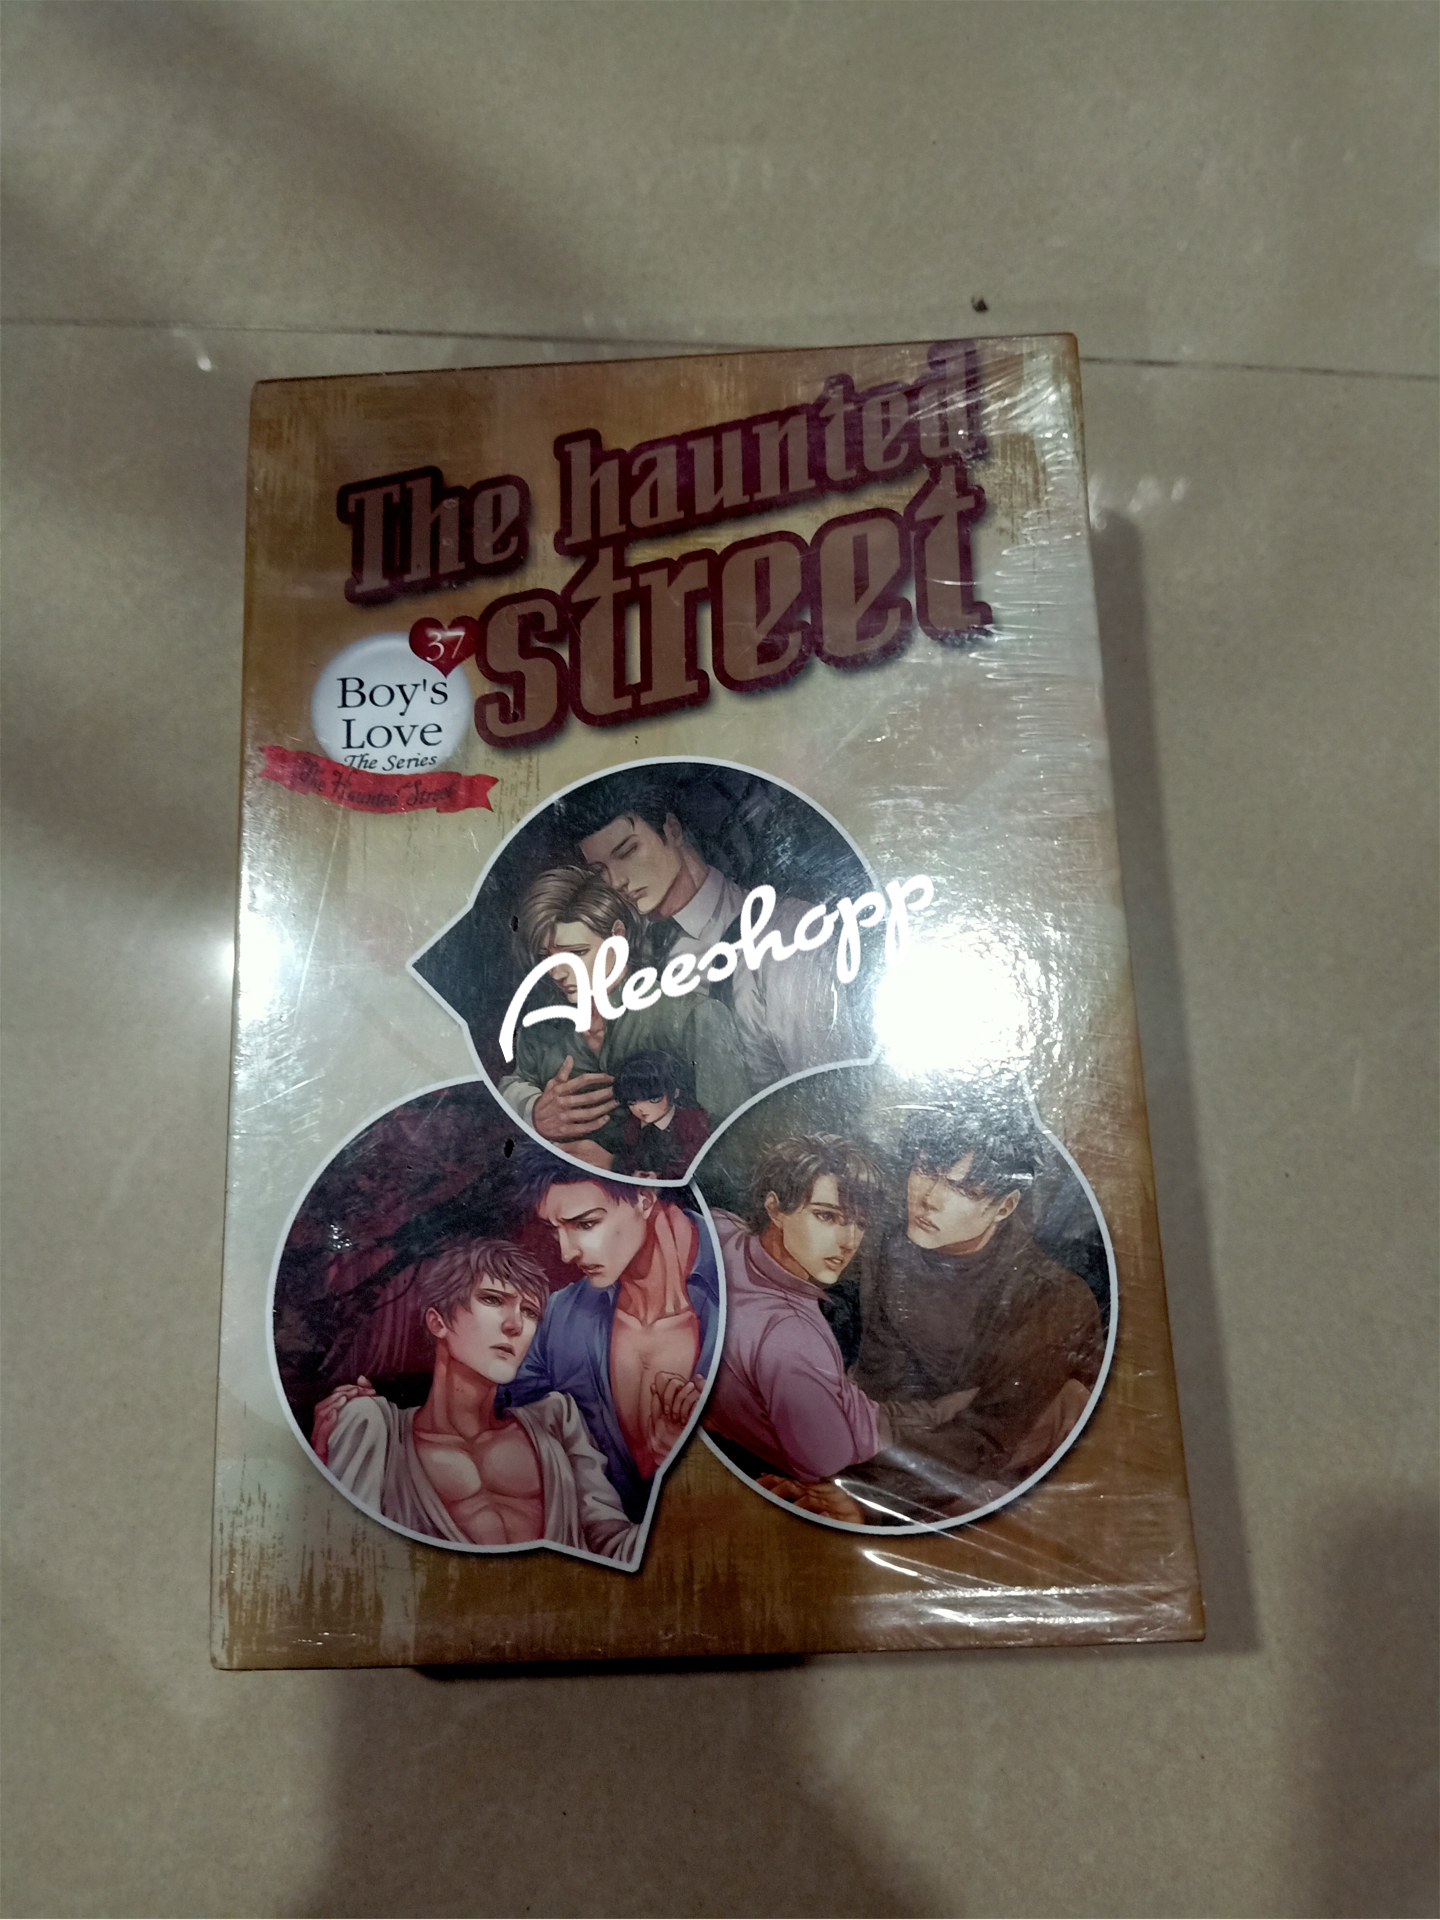 The haunted
street
37
Boy's
Love
The Series
The Haunted Street
Aleeshopp